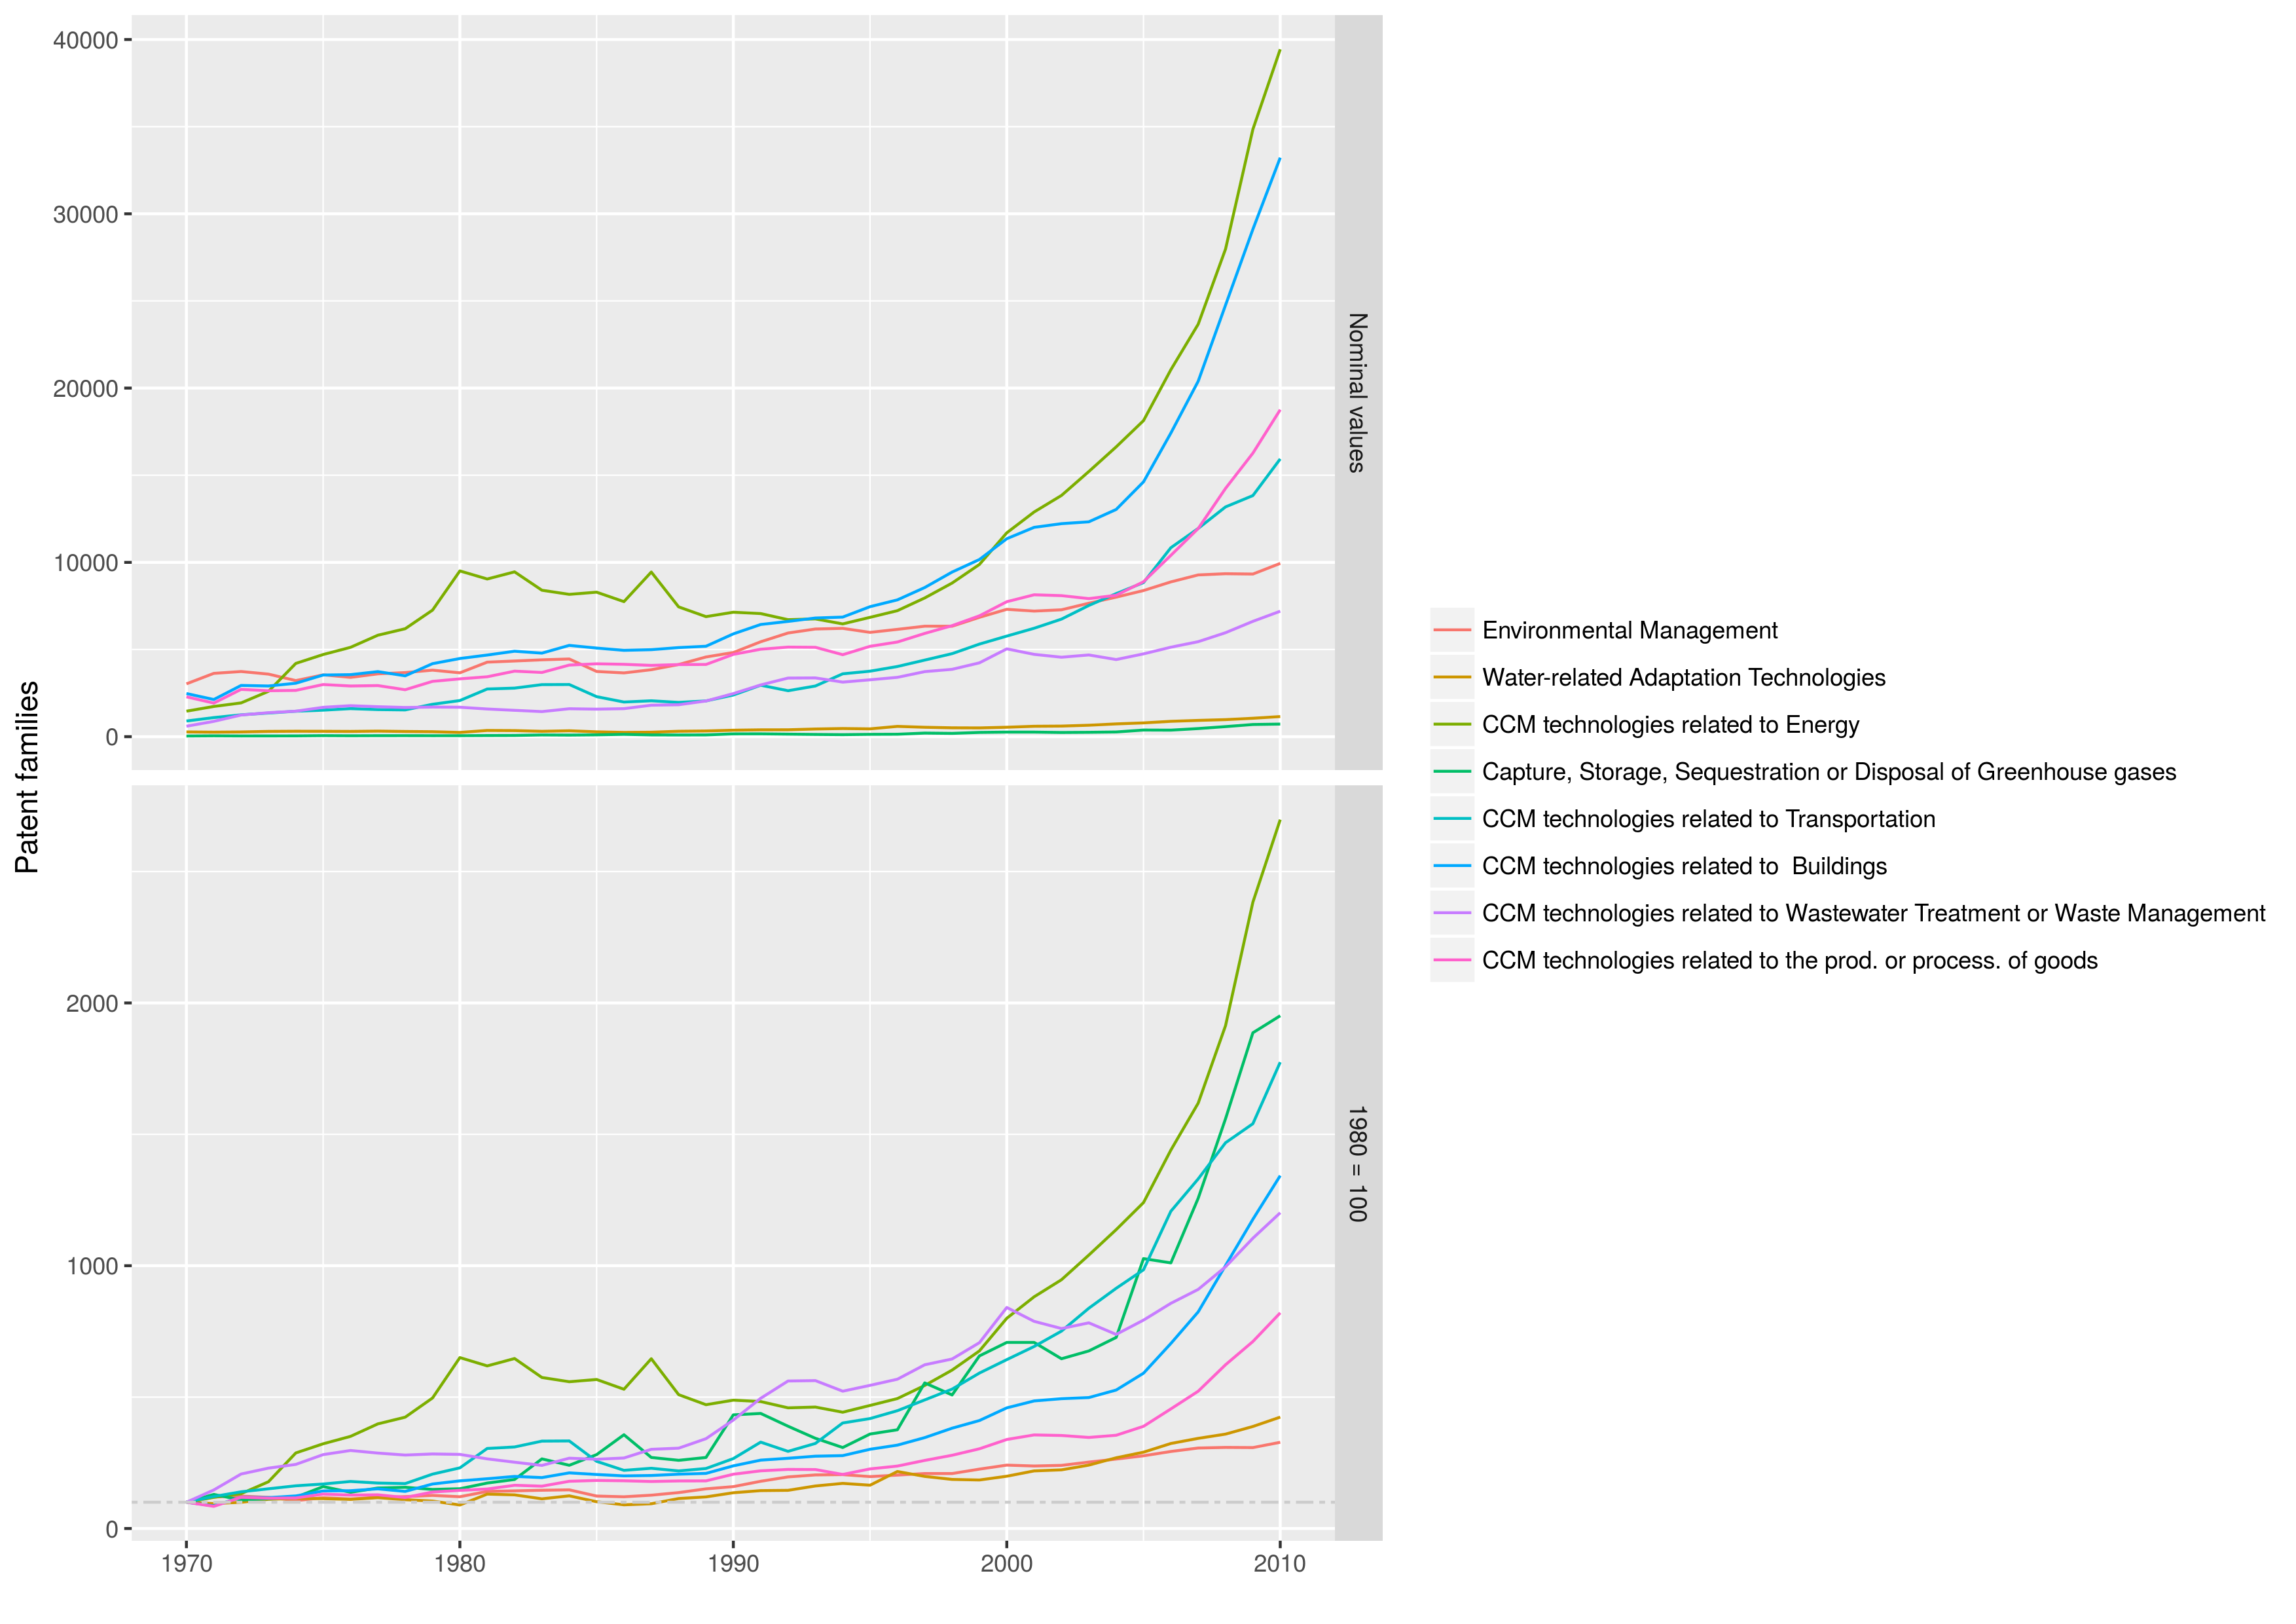 Patent families
40000
30000
20000
10000
0
Nominal values
2000
1000
0
1980 = 100
1970
1980
1990
2000
2010
Environmental Management
Water-related Adaptation Technologies
CCM technologies related to Energy
Capture, Storage, Sequestration or Disposal of Greenhouse gases
CCM technologies related to Transportation
CCM technologies related to  Buildings
CCM technologies related to Wastewater Treatment or Waste Management
CCM technologies related to the prod. or process. of goods